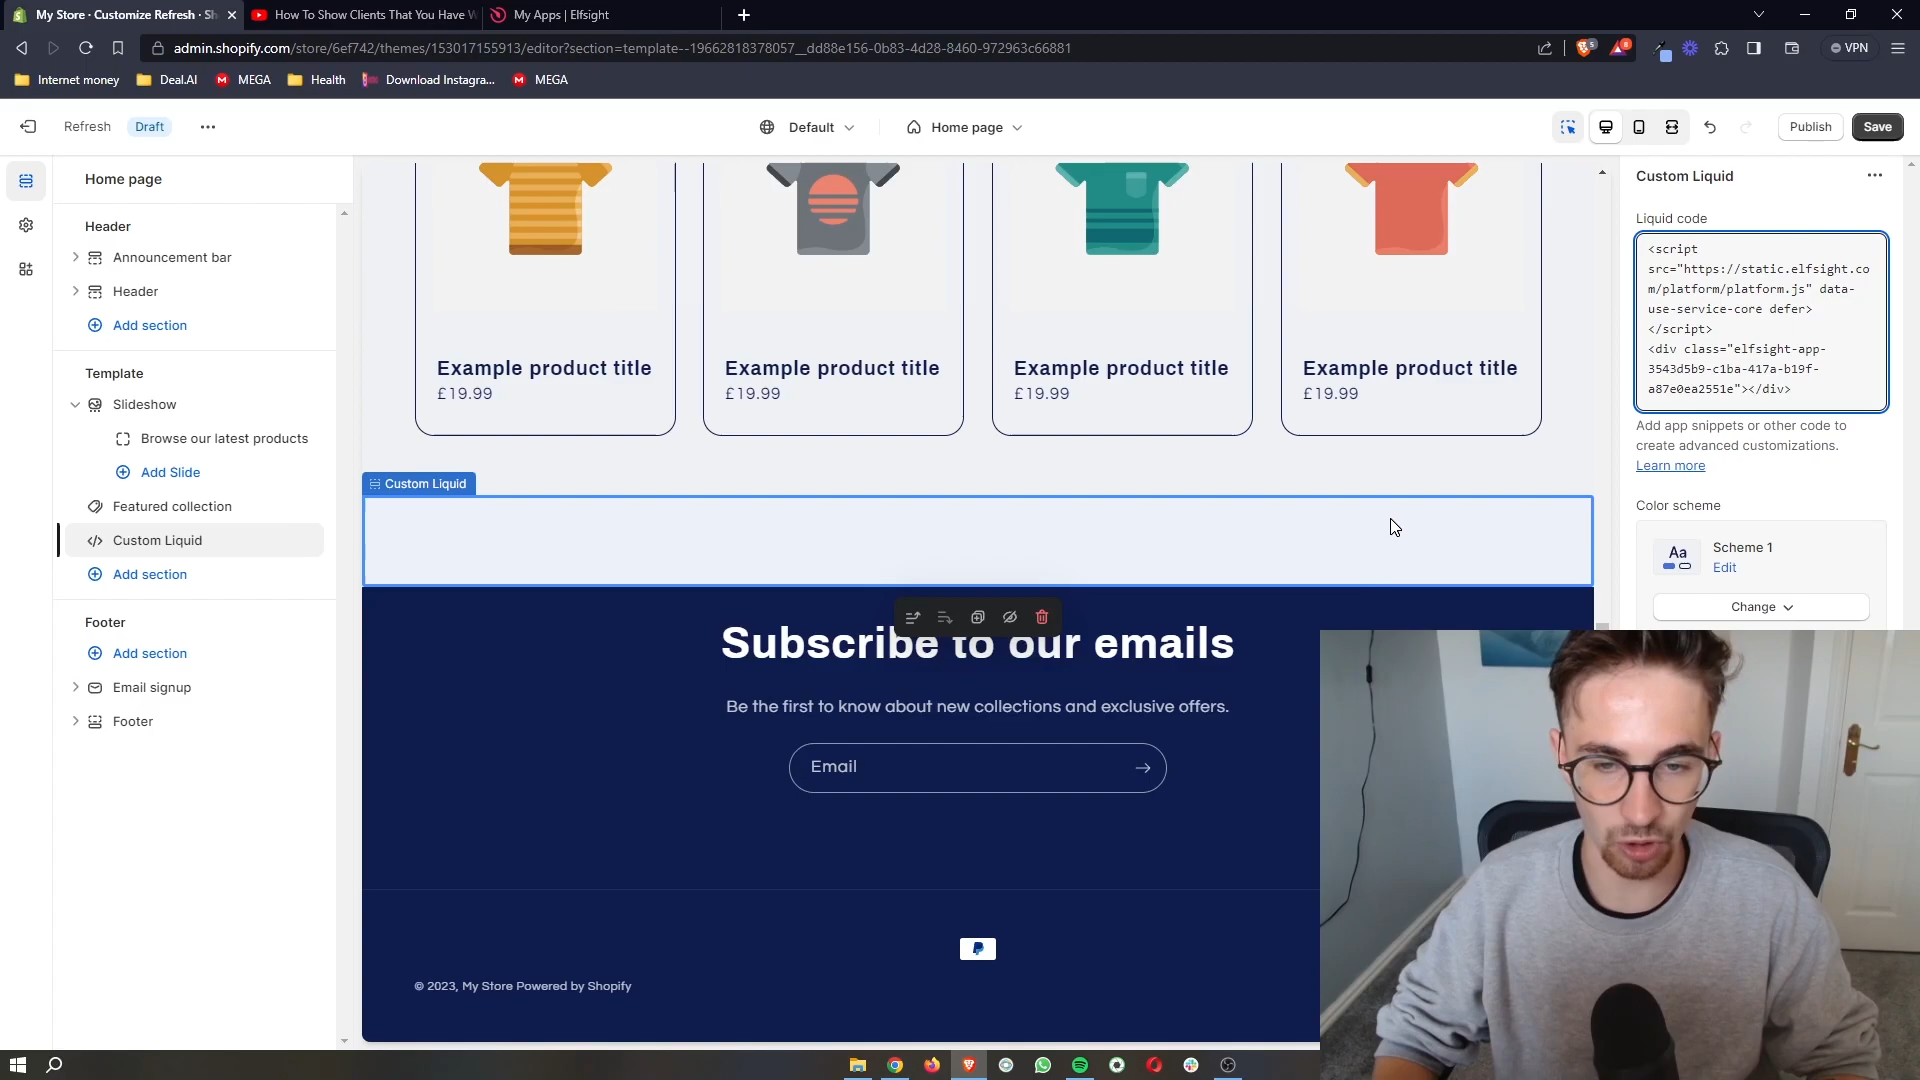 My Store · Customize Refresh · Sh
How To Show Clients That You Have W
My Apps | Elfsight
admin.shopify.com/store/6ef742/themes/153017155913/editor?section=template--19662818378057__dd88e156-0b83-4d28-8460-972963c66881
5
8
VPN
Internet money
Deal.AI
MEGA
Health
Download Instagra...
MEGA
Refresh
Draft
Default
Home page
Publish
Save
Home page
Header
Announcement bar
Header
Add section
Template
Slideshow
Browse our latest products
Add Slide
Featured collection
Custom Liquid
Add section
Footer
Add section
Email signup
Footer
Example product title
£19.99
Example product title
£19.99
Example product title
£19.99
Example product title
£19.99
Custom Liquid
Subscribe to our emails
Be the first to know about new collections and exclusive offers.
Email
© 2023, My Store Powered by Shopify
Custom Liquid
Liquid code
<script
src="https://static.elfsight.co
m/platform/platform.js" data-
use-service-core defer>
</script>
<div class="elfsight-app-
3543d5b9-c1ba-417a-b19f-
a87e0ea2551e"></div>
Add app snippets or other code to
create advanced customizations.
Learn more
Color scheme
Aa
Scheme 1
Edit
Change